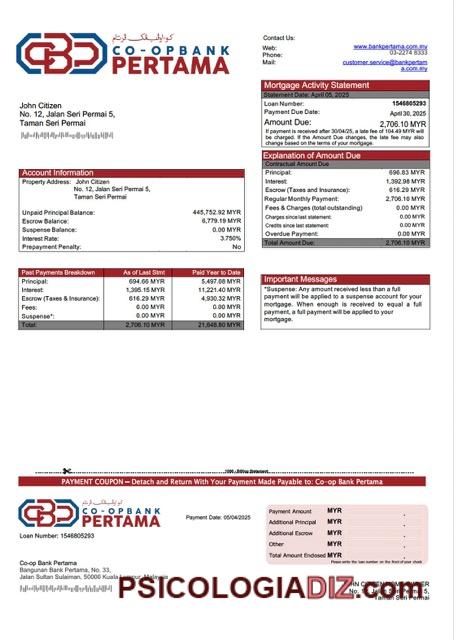 كوءاوڤبڠک ڤرتام
CO-OPBANK
PERTAMA
Contact Us:
Web: www.bankpertama.com.my
Phone: 03-2274 8333
Mail: customer.service@bankpertam
a.com.my
John Citizen
No. 12, Jalan Seri Permai 5,
Taman Seri Permai
Mortgage Activity Statement
Statement Date: April 05, 2025
Loan Number: 1546805293
Payment Due Date: April 30, 2025
Amount Due: 2,706.10 MYR
If payment is received after 30/04/25, a late fee of 104.49 MYR will
be charged. If the Amount Due changes, the late fee may also
change based on the terms of your mortgage.
Explanation of Amount Due
Contractual Amount Due
Principal: 696.83 MYR
Interest: 1,392.98 MYR
Escrow (Taxes and Insurance): 616.29 MYR
Regular Monthly Payment: 2,706.10 MYR
Fees & Charges (total outstanding) 0.00 MYR
Charges since last statement: 0.00 MYR
Credits since last statement: 0.00 MYR
Overdue Payment: 0.00 MYR
Total Amount Due: 2,706.10 MYR
Account Information
Property Address: John Citizen
No. 12, Jalan Seri Permai 5,
Taman Seri Permai
Unpaid Principal Balance: 445,752.92 MYR
Escrow Balance: 6,779.19 MYR
Suspense Balance: 0.00 MYR
Interest Rate: 3.750%
Prepayment Penalty: No
Past Payments Breakdown As of Last Stmt Paid Year to Date
Principal: 694.66 MYR 5,497.08 MYR
Interest: 1,395.15 MYR 11,221.40 MYR
Escrow (Taxes & Insurance): 616.29 MYR 4,930.32 MYR
Fees: 0.00 MYR 0.00 MYR
Suspense*: 0.00 MYR 0.00 MYR
Total: 2,706.10 MYR 21,648.80 MYR
Important Messages
*Suspense: Any amount received less than a full
payment will be applied to a suspense account for your
mortgage. When enough is received to equal a full
payment, a full payment will be applied to your
mortgage.
PAYMENT COUPON – Detach and Return With Your Payment Made Payable to: Co-op Bank Pertama
CO-OPBANK
PERTAMA
Loan Number: 1546805293
Payment Date: 05/04/2025
Payment Amount MYR .
Additional Principal MYR .
Additional Escrow MYR .
Other MYR .
Total Amount Endosed MYR .
Please write the loan number on the front of your check
Co-op Bank Pertama
Bangunan Bank Pertama, No. 33,
Jalan Sultan Sulaiman, 50000 Kuala Lumpur, Malaysia
Taman Seri Permai
PSICOLOGIADIZ.com